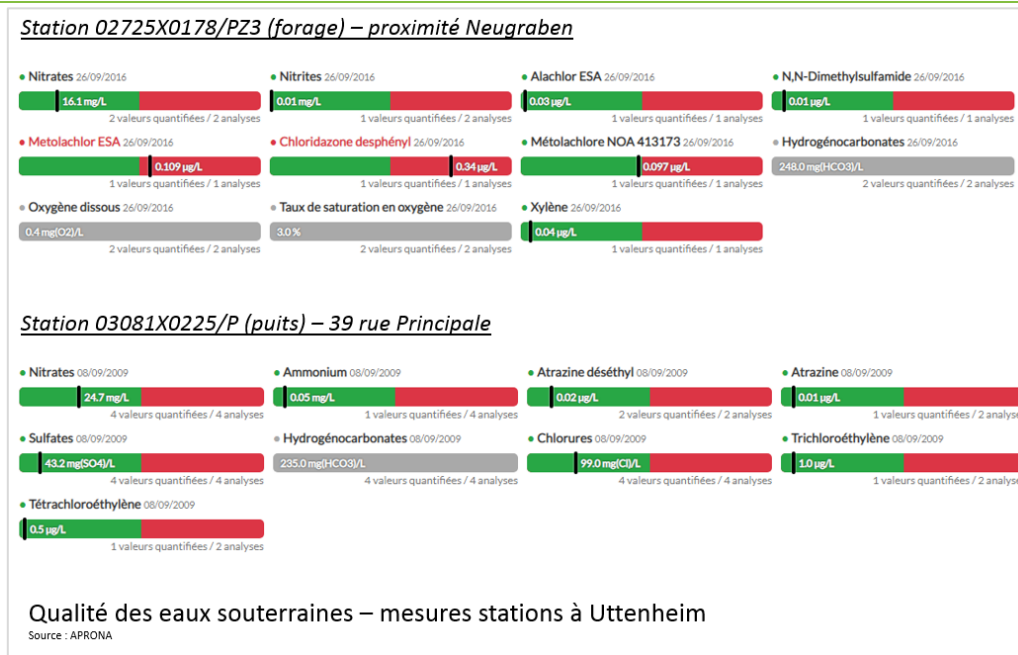 Station 02725X0178/PZ3 (forage) – proximité Neugraben
• Nitrates 26/09/2016
16.1 mg/L
2 valeurs quantifiées / 2 analyses
• Nitrites 26/09/2016
0.01 mg/L
1 valeurs quantifiées / 2 analyses
• Alachlor ESA 26/09/2016
0.03 µg/L
1 valeurs quantifiées / 1 analyses
• N,N-Dimethylsulfamide 26/09/2016
0.01 µg/L
1 valeurs quantifiées / 1 analyses
• Metolachlor ESA 26/09/2016
0.109 µg/L
1 valeurs quantifiées / 1 analyses
• Chloridazone desphényl 26/09/2016
0.34 µg/L
1 valeurs quantifiées / 1 analyses
• Métolachlore NOA 413173 26/09/2016
0.097 µg/L
1 valeurs quantifiées / 1 analyses
• Hydrogénocarbonates 26/09/2016
248.0 mg(HCO3)/L
2 valeurs quantifiées / 2 analyses
• Oxygène dissous 26/09/2016
0.4 mg(O2)/L
2 valeurs quantifiées / 2 analyses
• Taux de saturation en oxygène 26/09/2016
3.0 %
2 valeurs quantifiées / 2 analyses
• Xylène 26/09/2016
0.04 µg/L
1 valeurs quantifiées / 1 analyses
Station 03081X0225/P (puits) – 39 rue Principale
• Nitrates 08/09/2009
24.7 mg/L
4 valeurs quantifiées / 4 analyses
• Ammonium 08/09/2009
0.05 mg/L
1 valeurs quantifiées / 4 analyses
• Atrazine déséthyl 08/09/2009
0.02 µg/L
2 valeurs quantifiées / 2 analyses
• Atrazine 08/09/2009
0.01 µg/L
1 valeurs quantifiées / 2 analyse
• Sulfates 08/09/2009
43.2 mg(SO4)/L
4 valeurs quantifiées / 4 analyses
• Hydrogénocarbonates 08/09/2009
235.0 mg(HCO3)/L
4 valeurs quantifiées / 4 analyses
• Chlorures 08/09/2009
99.0 mg(Cl)/L
4 valeurs quantifiées / 4 analyses
• Trichloroéthylène 08/09/2009
1.0 µg/L
1 valeurs quantifiées / 2 analyse
• Tétrachloroéthylène 08/09/2009
0.5 µg/L
1 valeurs quantifiées / 2 analyses
Qualité des eaux souterraines – mesures stations à Uttenheim
Source : APRONA